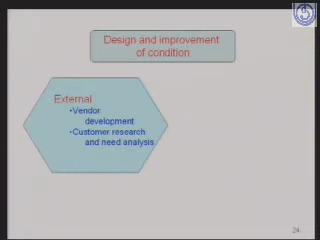 Design and improvement
of condition
External
•Vendor
development
•Customer research
and need analysis
24